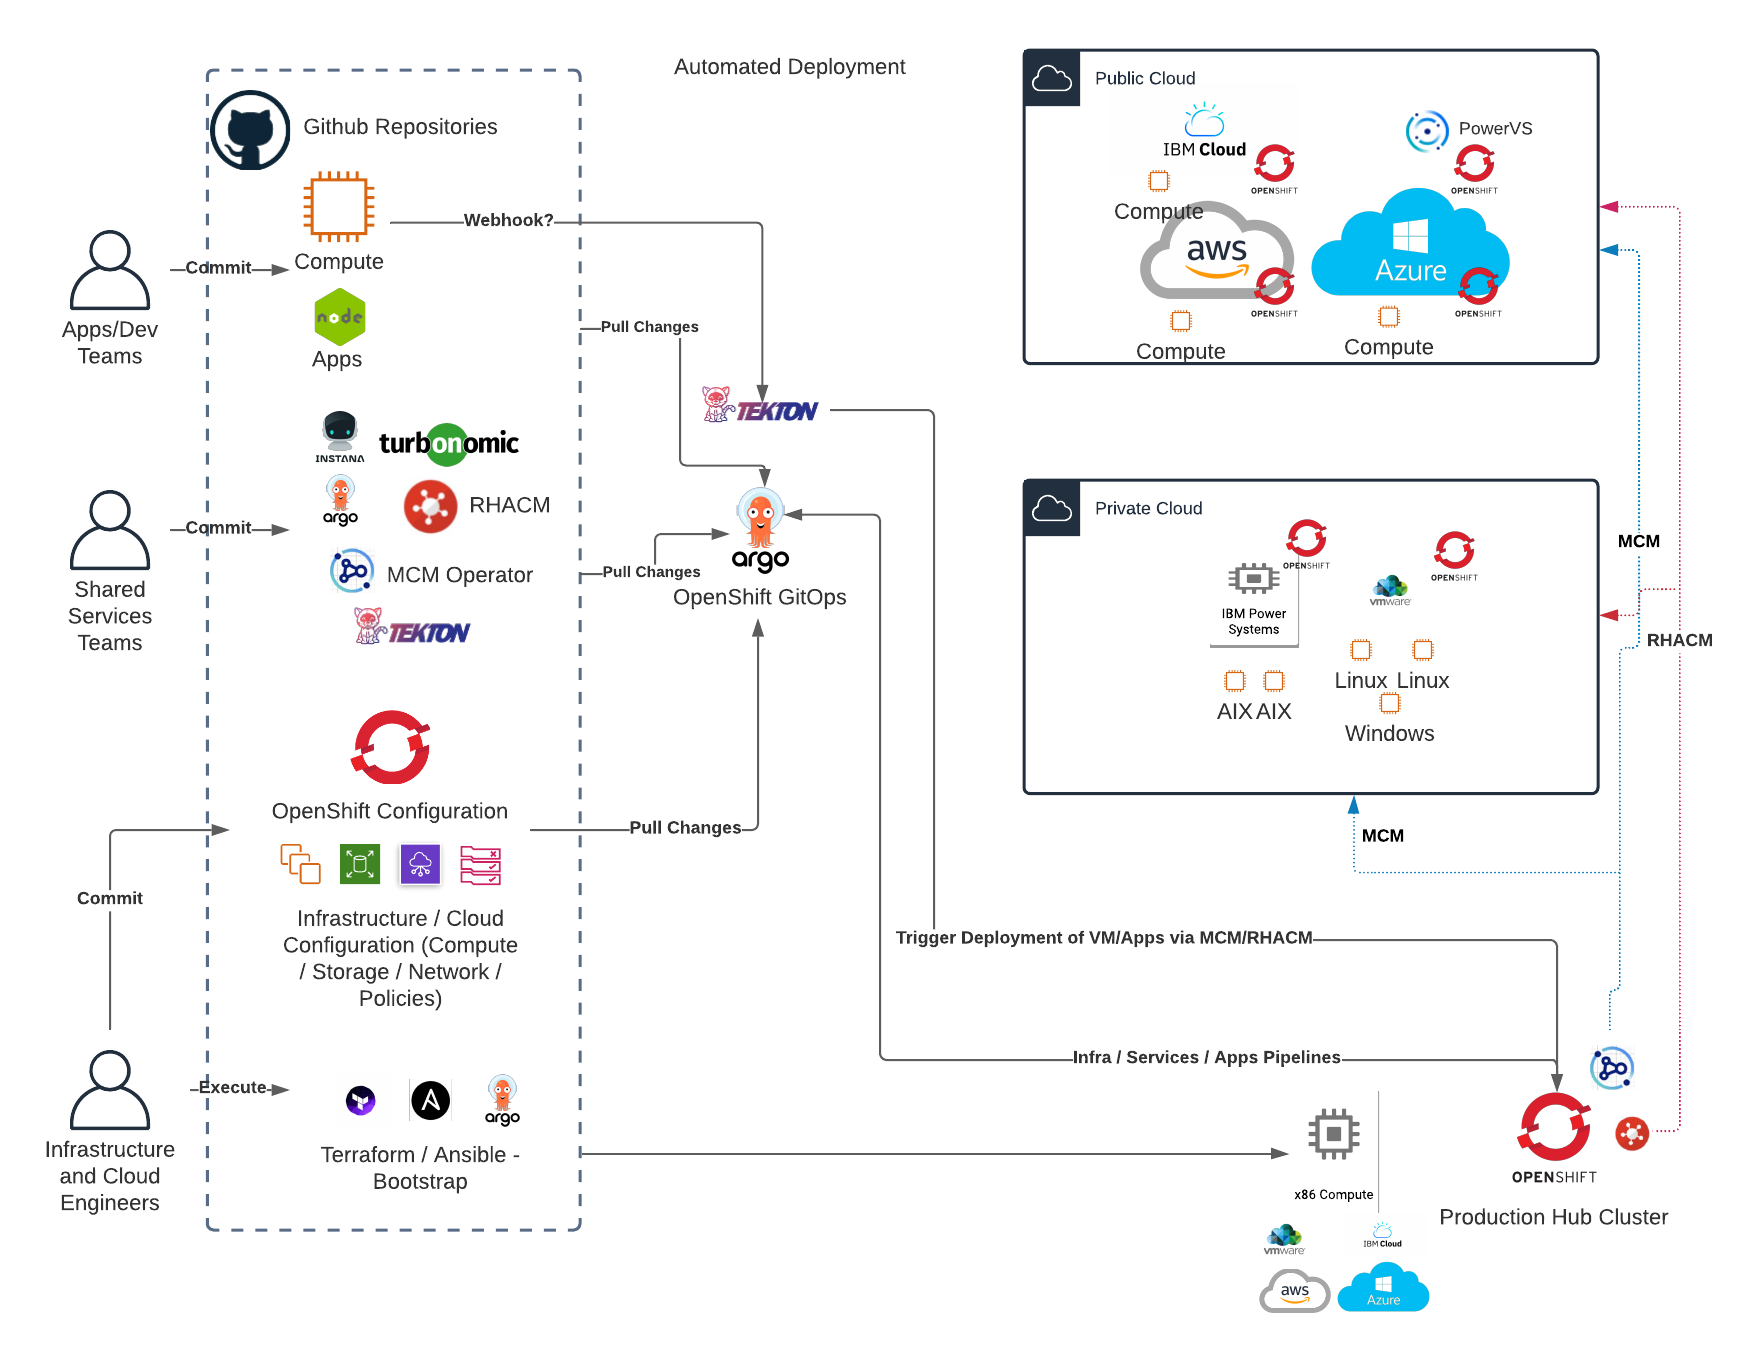 Automated Deployment
Github Repositories
Compute
Webhook?
Commit
Apps/Dev
Teams
node
Apps
Pull Changes
TEKTON
INSTANA
turbonomic
argo
RHACM
Commit
MCM Operator
TEKTON
Shared
Services
Teams
Pull Changes
argo
OpenShift GitOps
OpenShift Configuration
Pull Changes
Infrastructure / Cloud
Configuration (Compute
/ Storage / Network /
Policies)
Commit
Execute
Infrastructure
and Cloud
Engineers
argo
Terraform / Ansible -
Bootstrap
Public Cloud
IBM Cloud
OPENSHIFT
PowerVS
OPENSHIFT
Compute
aws
OPENSHIFT
Azure
OPENSHIFT
Compute
Compute
Private Cloud
OPENSHIFT
IBM Power
Systems
OPENSHIFT
vmware
Linux Linux
AIX AIX
Windows
MCM
RHACM
MCM
Trigger Deployment of VM/Apps via MCM/RHACM
Infra / Services / Apps Pipelines
x86 Compute
OPENSHIFT
Production Hub Cluster
vmware
IBM Cloud
aws
Azure